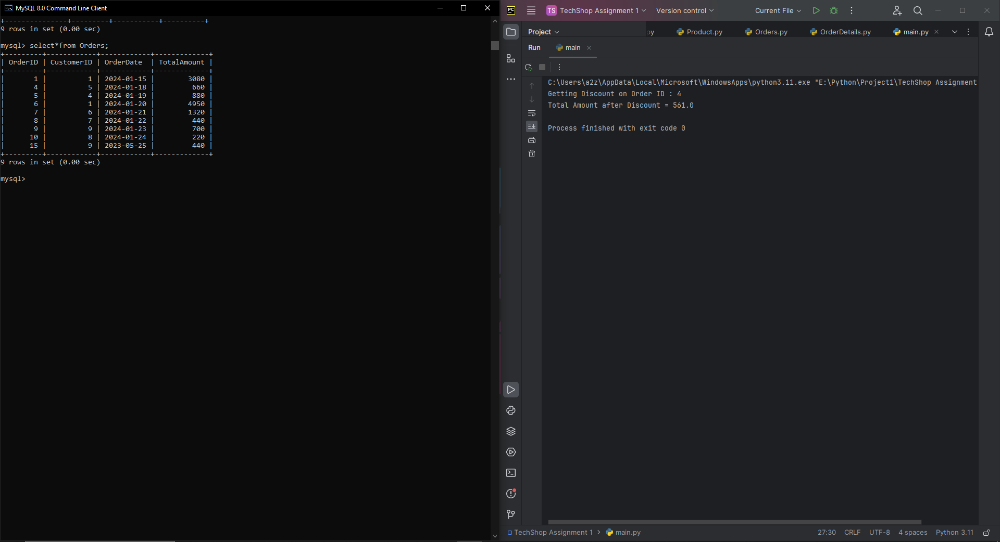 MySQL 8.0 Command Line Client
+---------------+---------+-----------+----------+
9 rows in set (0.00 sec)
mysql> select*from Orders;
+---------+------------+------------+-------------+
| OrderID | CustomerID | OrderDate  | TotalAmount |
+---------+------------+------------+-------------+
|       1 |          1 | 2024-01-15 |        3080 |
|       4 |          5 | 2024-01-18 |         660 |
|       5 |          4 | 2024-01-19 |         880 |
|       6 |          1 | 2024-01-20 |        4950 |
|       7 |          6 | 2024-01-21 |        1320 |
|       8 |          7 | 2024-01-22 |         440 |
|       9 |          9 | 2024-01-23 |         700 |
|      10 |          8 | 2024-01-24 |         220 |
|      15 |          9 | 2023-05-25 |         440 |
+---------+------------+------------+-------------+
9 rows in set (0.00 sec)
mysql>
PC TS TechShop Assignment 1 Version control Current File
Project py Product.py Orders.py OrderDetails.py main.py
Run main
C:\Users\a2z\AppData\Local\Microsoft\WindowsApps\python3.11.exe "E:\Python\Project1\TechShop Assignment
Getting Discount on Order ID : 4
Total Amount after Discount = 561.0
Process finished with exit code 0
TechShop Assignment 1 > main.py 27:30 CRLF UTF-8 4 spaces Python 3.11